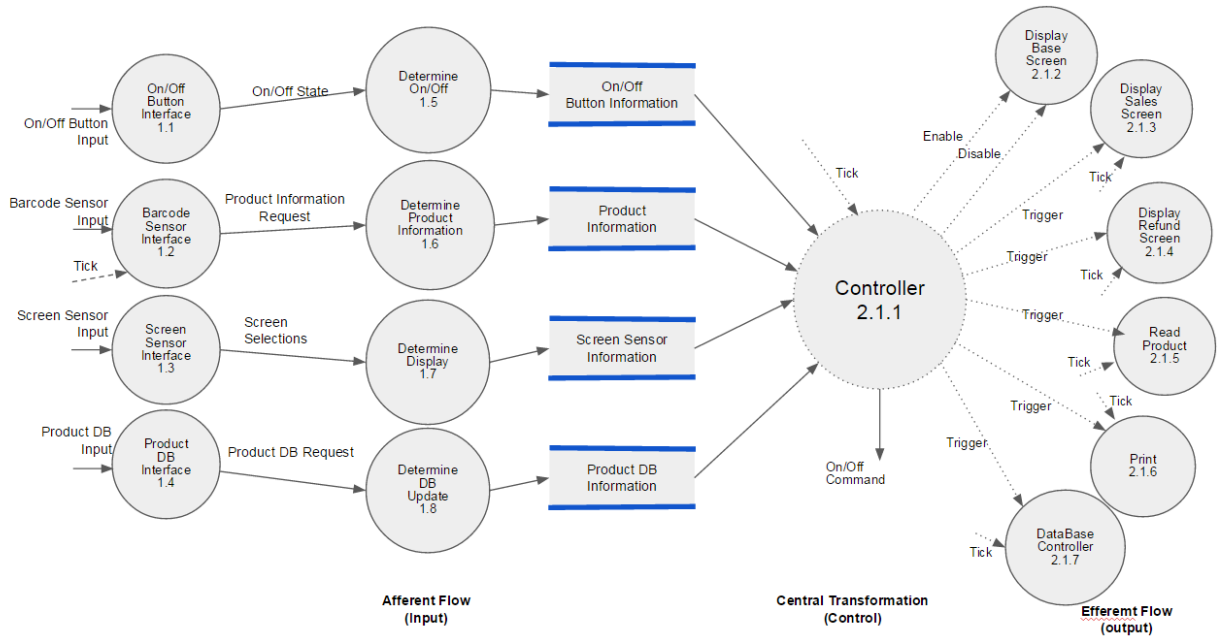 On/Off
Button
Interface
1.1
On/Off Button
Input
On/Off State
Determine
On/Off
1.5
On/Off
Button Information
Barcode Sensor
Input
Tick
Barcode
Sensor
Interface
1.2
Product Information
Request
Determine
Product
Information
1.6
Product
Information
Screen Sensor
Input
Screen
Sensor
Interface
1.3
Screen
Selections
Determine
Display
1.7
Screen Sensor
Information
Product DB
Input
Product
DB
Interface
1.4
Product DB Request
Determine
DB
Update
1.8
Product DB
Information
Tick
Controller
2.1.1
On/Off
Command
Enable
Disable
Display
Base
Screen
2.1.2
Display
Sales
Screen
2.1.3
Tick
Trigger
Display
Refund
Screen
2.1.4
Trigger
Tick
Read
Product
2.1.5
Trigger
Tick
Print
2.1.6
Trigger
Tick
DataBase
Controller
2.1.7
Trigger
Tick
Afferent Flow
(Input)
Central Transformation
(Control)
Efferemt Flow
(output)